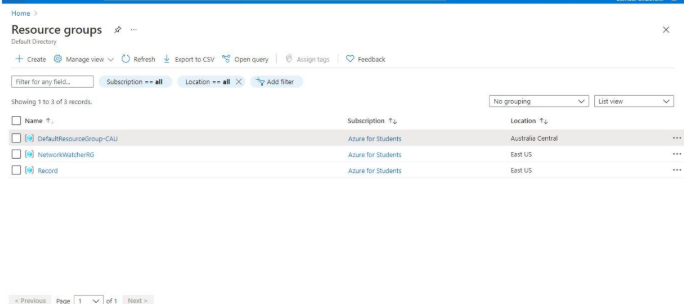 Home >
Resource groups
Default Directory
Create Manage view Refresh Export to CSV Open query Assign tags Feedback
Filter for any field... Subscription == all Location == all Add filter
Showing 1 to 3 of 3 records. No grouping List view
Name Subscription Location
DefaultResourceGroup-CAU Azure for Students Australia Central
NetworkWatcherRG Azure for Students East US
Record Azure for Students East US
< Previous Page 1 of 1 Next >